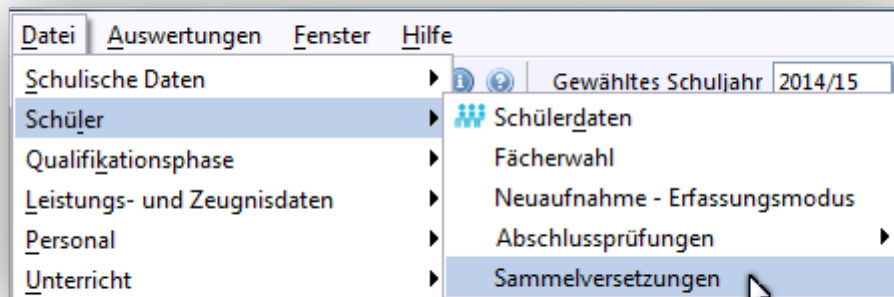 Datei Auswertungen Fenster Hilfe
Schulische Daten
Gewähltes Schuljahr 2014/15
Schüler
Schülerdaten
Qualifikationsphase
Fächerwahl
Leistungs- und Zeugnisdaten
Neuaufnahme - Erfassungsmodus
Personal
Abschlussprüfungen
Unterricht
Sammelversetzungen